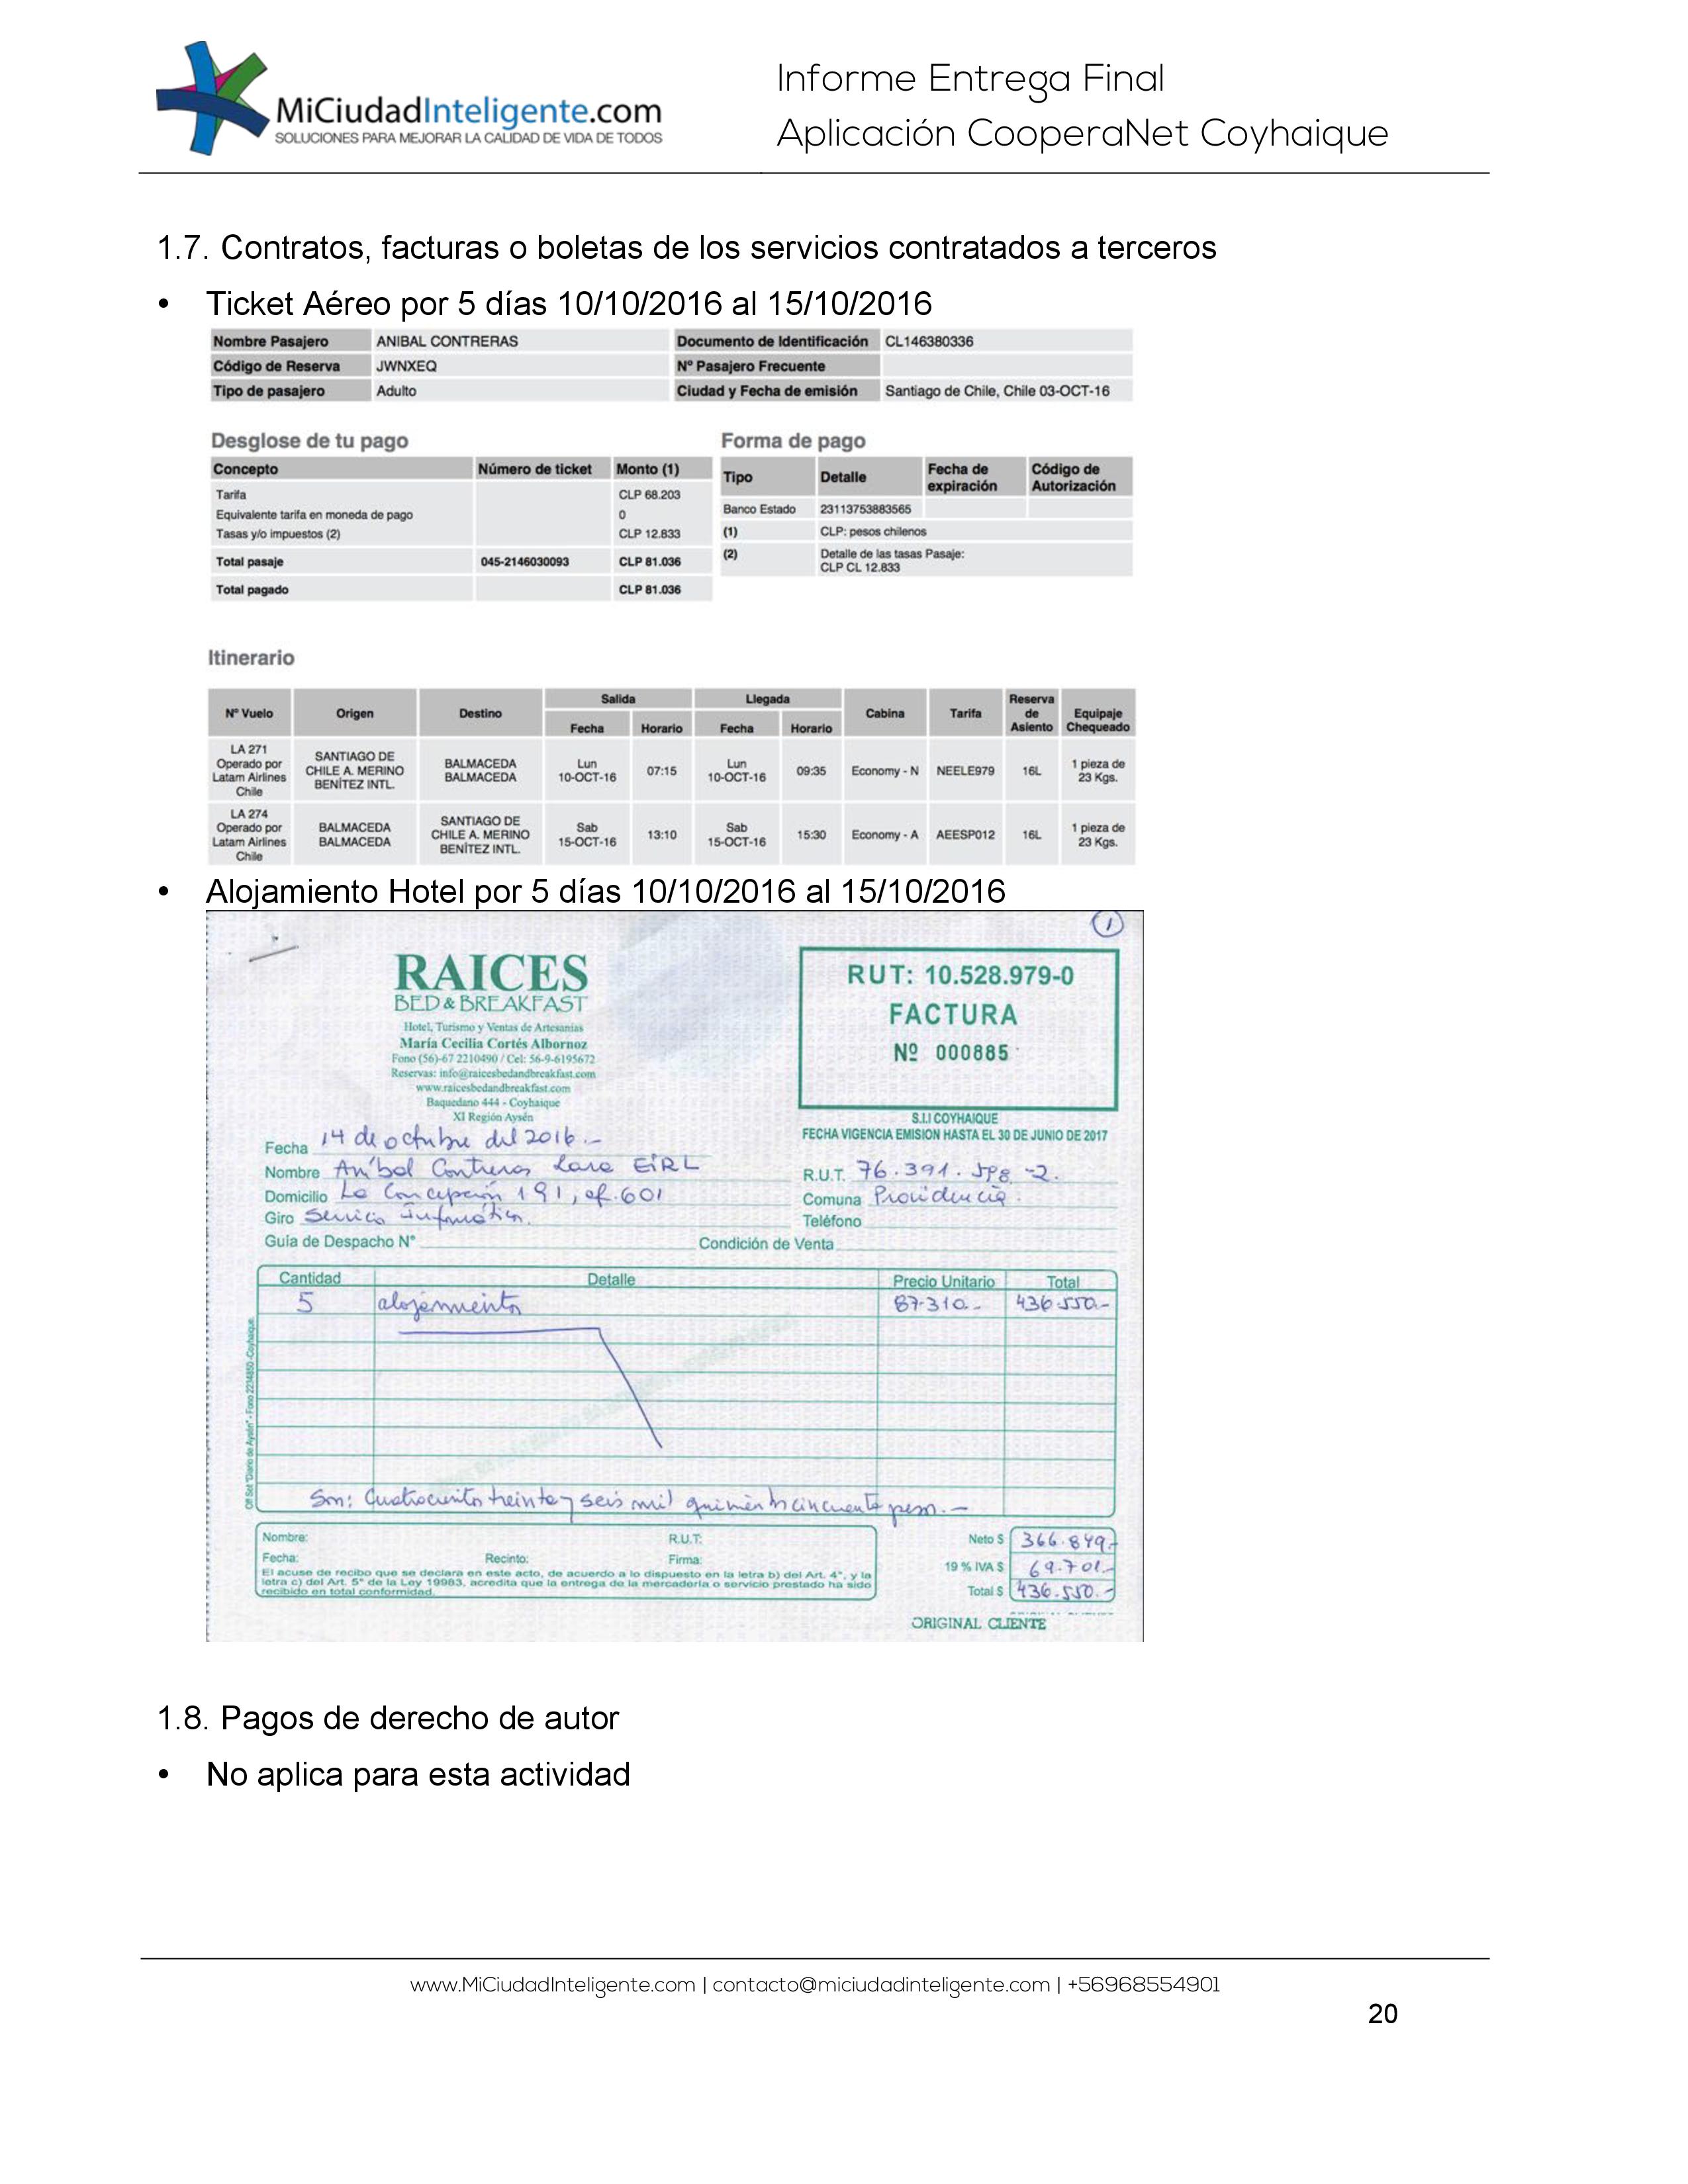 MiCiudadInteligente.com
SOLUCIONES PARA MEJORAR LA CALIDAD DE VIDA DE TODOS
Informe Entrega Final
Aplicación CooperaNet Coyhaique
1.7. Contratos, facturas o boletas de los servicios contratados a terceros
• Ticket Aéreo por 5 días 10/10/2016 al 15/10/2016
Nombre Pasajero ANIBAL CONTRERAS Documento de Identificación CL146380336
Código de Reserva JWNXEQ Nº Pasajero Frecuente
Tipo de pasajero Adulto Ciudad y Fecha de emisión Santiago de Chile, Chile 03-OCT-16
Desglose de tu pago
Concepto Número de ticket Monto (1)
Tarifa CLP 68.203
Equivalente tarifa en moneda de pago 0
Tasas y/o impuestos (2) CLP 12.833
Total pasaje 045-2146030093 CLP 81.036
Total pagado CLP 81.036
Forma de pago
Tipo Detalle Fecha de expiración Código de Autorización
Banco Estado 23113753883565
(1) CLP: pesos chilenos
(2) Detalle de las tasas Pasaje:
CLP CL 12.833
Itinerario
Nº Vuelo Origen Destino Salida Llegada Cabina Tarifa Reserva de Asiento Equipaje Chequeado
Fecha Horario Fecha Horario
LA 271 Operado por Latam Airlines Chile SANTIAGO DE CHILE A. MERINO BENÍTEZ INTL. BALMACEDA BALMACEDA Lun 10-OCT-16 07:15 Lun 10-OCT-16 09:35 Economy - N NEELE979 16L 1 pieza de 23 Kgs.
LA 274 Operado por Latam Airlines Chile BALMACEDA BALMACEDA SANTIAGO DE CHILE A. MERINO BENÍTEZ INTL. Sab 15-OCT-16 13:10 Sab 15-OCT-16 15:30 Economy - A AEESP012 16L 1 pieza de 23 Kgs.
• Alojamiento Hotel por 5 días 10/10/2016 al 15/10/2016
1
RAICES
BED & BREAKFAST
Hotel, Turismo y Ventas de Artesanías
María Cecilia Cortés Albornoz
Fono (56)-67 2210490 / Cel: 56-9-6195672
Reservas: info@raicesbedandbreakfast.com
www.raicesbedandbreakfast.com
Baquedano 444 - Coyhaique
XI Región Aysén
RUT: 10.528.979-0
FACTURA
Nº 000885
S.I.I COYHAIQUE
FECHA VIGENCIA EMISION HASTA EL 30 DE JUNIO DE 2017
Fecha 14 de octubre del 2016.-
Nombre Aníbal Contreras Lara EIRL
R.U.T. 76.391. -2.
Domicilio La Concepción 191, of. 601
Comuna Providencia.
Giro Servicio Informática.
Teléfono
Guía de Despacho N° Condición de Venta
Cantidad Detalle Precio Unitario Total
5 alojamiento 87.310.- 436.550.-
Off Set "Diario de Aysén" - Fono 2234850 - Coyhaique
Son: Cuatrocientos treinta y seis mil quinientos cincuenta pesos.-
Nombre: R.U.T:
Fecha: Recinto: Firma:
El acuse de recibo que se declara en este acto, de acuerdo a lo dispuesto en la letra b) del Art. 4°, y la
letra c) del Art. 5° de la Ley 19983, acredita que la entrega de la mercadería o servicio prestado ha sido
recibido en total conformidad.
Neto $ 366.849.-
19 % IVA $ 69.701.-
Total $ 436.550.-
ORIGINAL CLIENTE
1.8. Pagos de derecho de autor
• No aplica para esta actividad
www.MiCiudadInteligente.com | contacto@miciudadinteligente.com | +56968554901
20